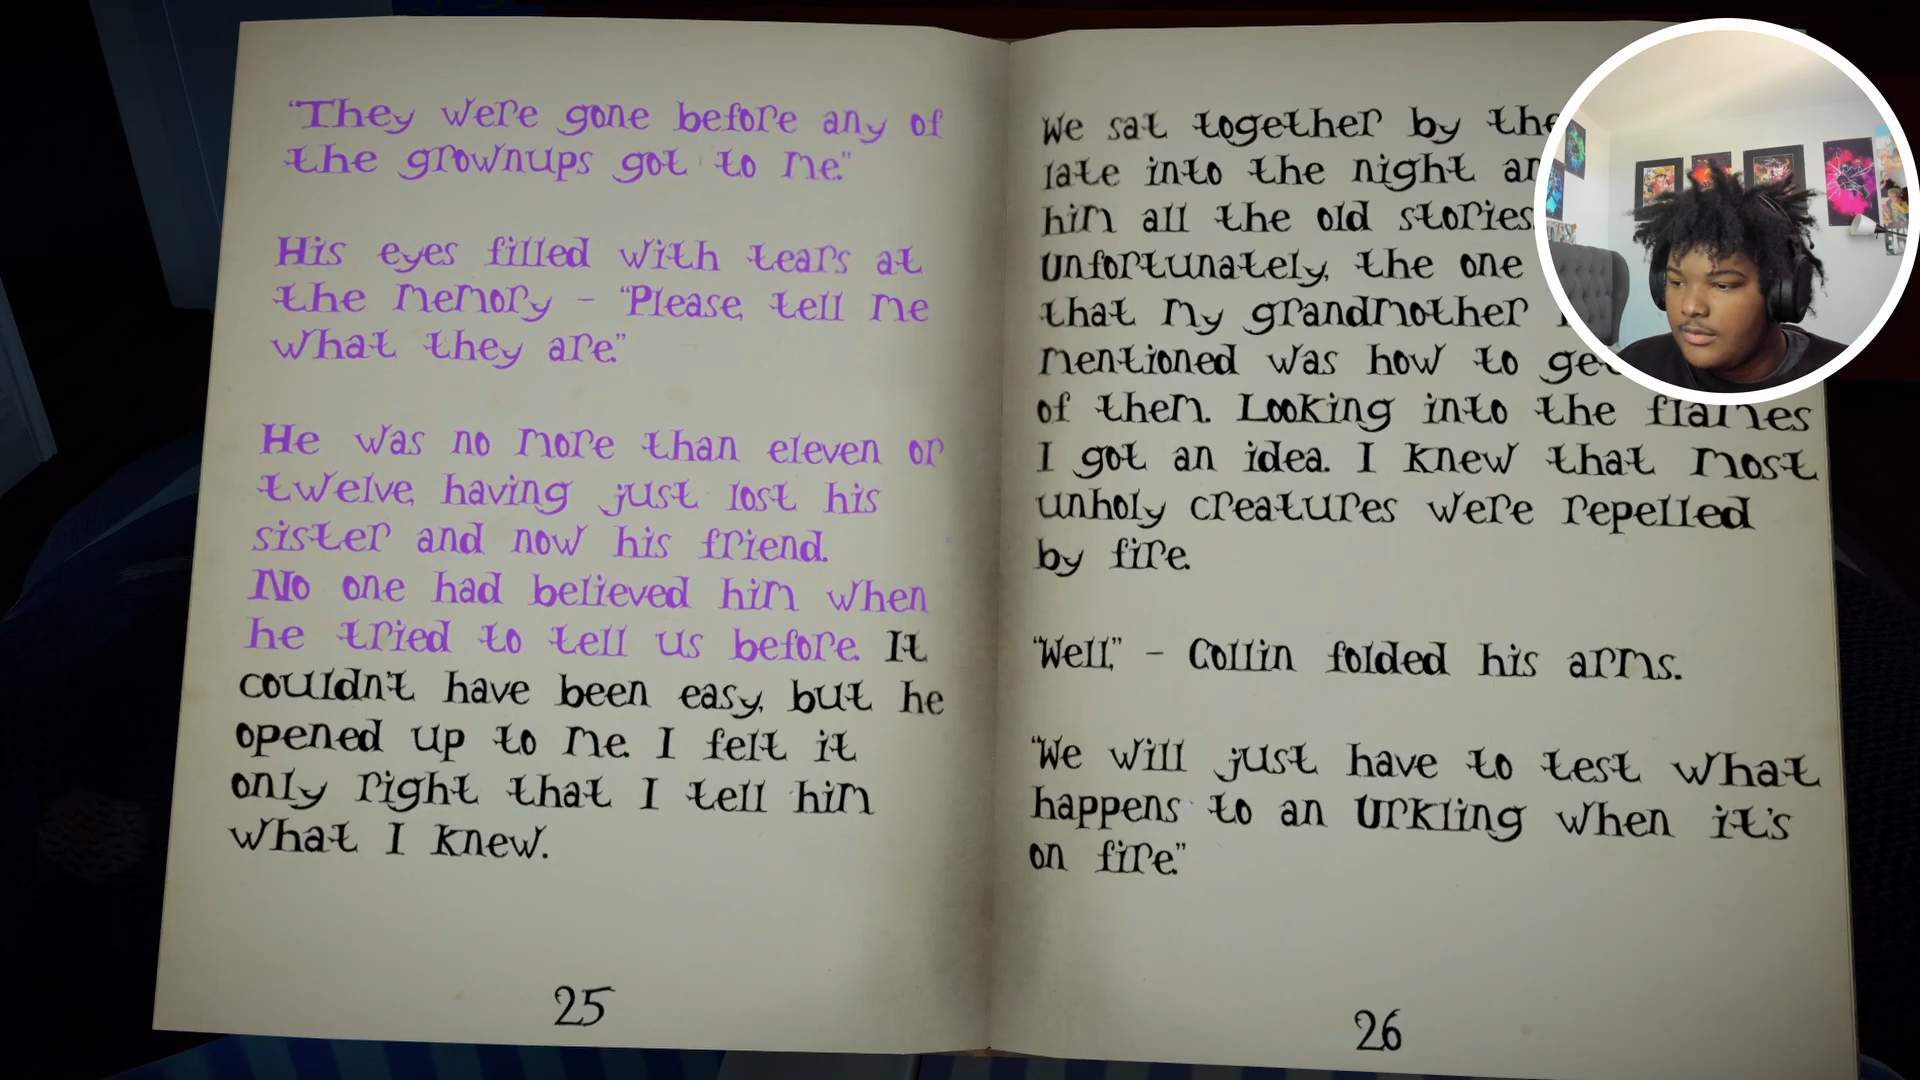 “They were gone before any of
the grownups got to me.”
His eyes filled with tears at
the memory – “Please, tell me
what they are.”
He was no more than eleven or
twelve, having just lost his
sister and now his friend.
No one had believed him when
he tried to tell us before. It
couldn't have been easy, but he
opened up to me. I felt it
only right that I tell him
what I knew.
25
We sat together by the
late into the night
him all the old stories
Unfortunately, the one
that my grandmother
mentioned was how to
of them. Looking into the flames
I got an idea. I knew that most
unholy creatures were repelled
by fire.
“Well,” – Collin folded his arms.
“We will just have to test what
happens to an Urkling when it's
on fire.”
26